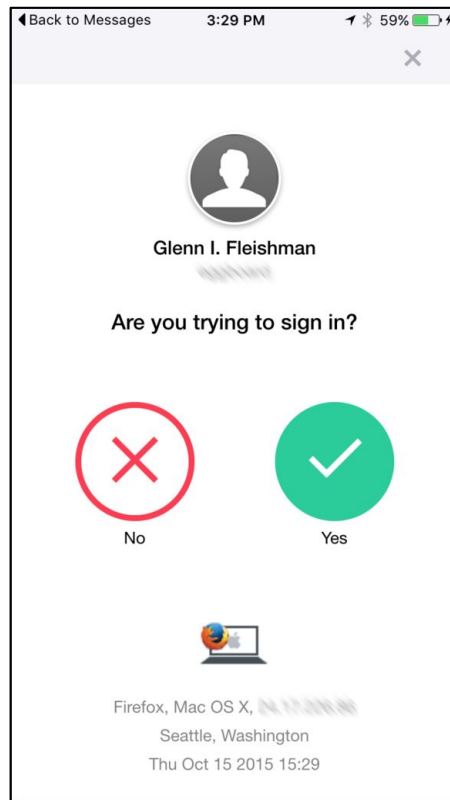 Back to Messages 3:29 PM 59%
Glenn I. Fleishman
Are you trying to sign in?
No Yes
Firefox, Mac OS X,
Seattle, Washington
Thu Oct 15 2015 15:29